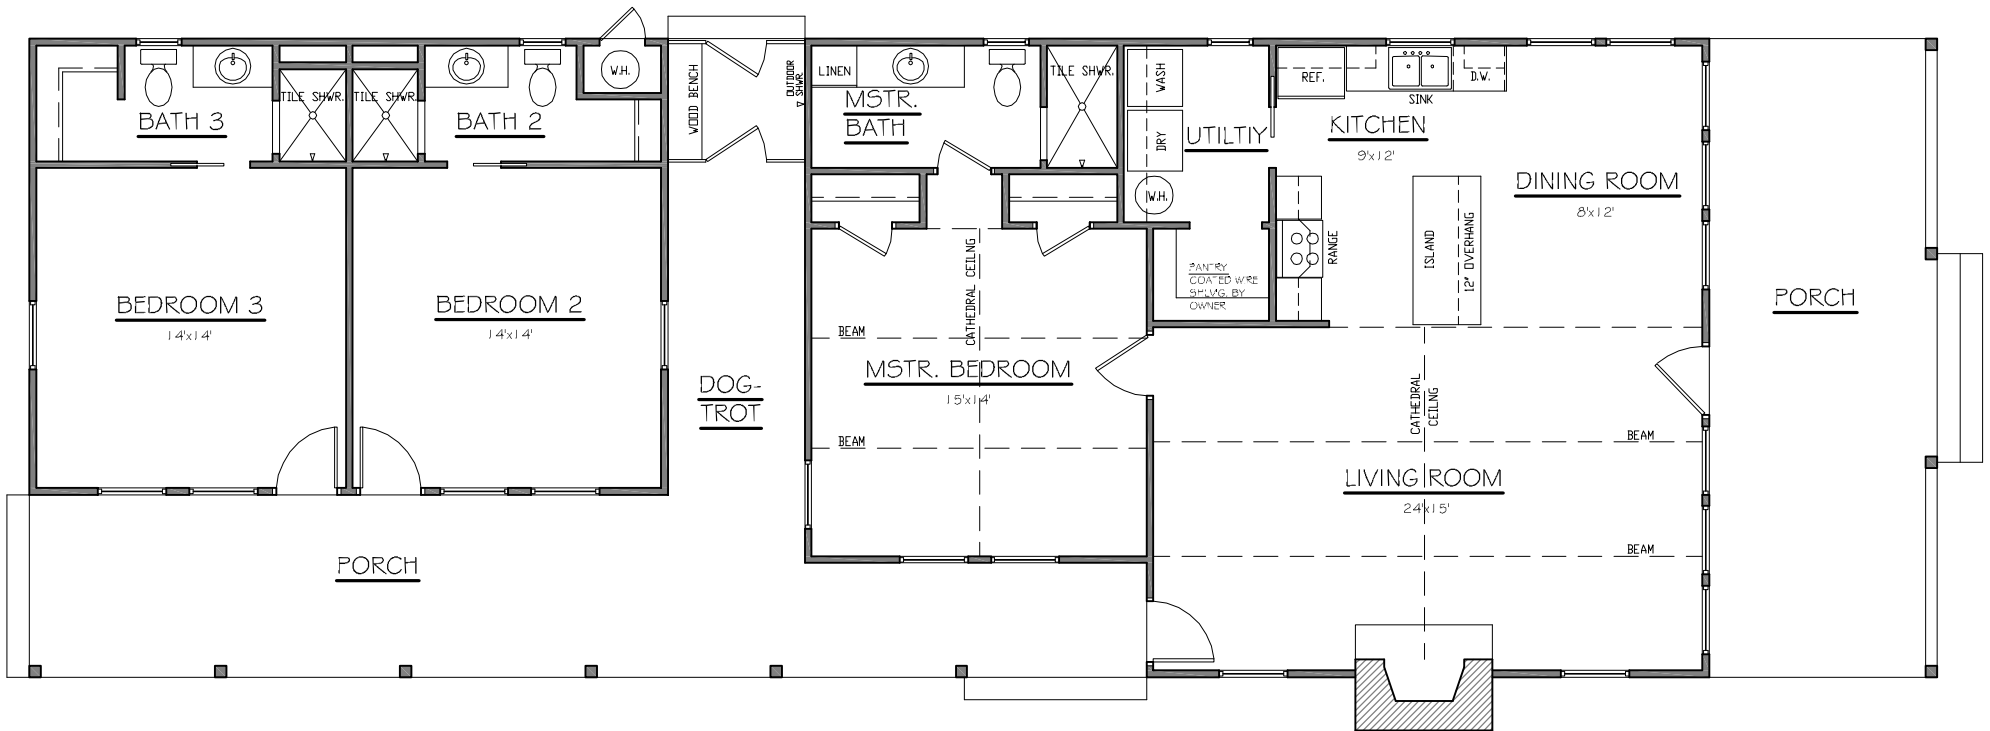 W.H.
WOOD BENCH
OUTDOOR
SHWR.
LINEN
TILE SHWR.
WASH
REF.
SINK
D.W.
TILE SHWR.
TILE SHWR.
BATH 3
BATH 2
MSTR.
BATH
DRY
UTILTIY
KITCHEN
9'x12'
W.H.
DINING ROOM
8'x12'
RANGE
ISLAND
12" OVERHANG
PANTRY
COATED WIRE
SHLVG. BY
OWNER
CATHEDRAL CEILNG
BEDROOM 3
14'x14'
BEDROOM 2
14'x14'
PORCH
BEAM
MSTR. BEDROOM
15'x14'
BEAM
DOG-
TROT
CATHEDRAL
CEILNG
BEAM
LIVING ROOM
24'x15'
BEAM
PORCH